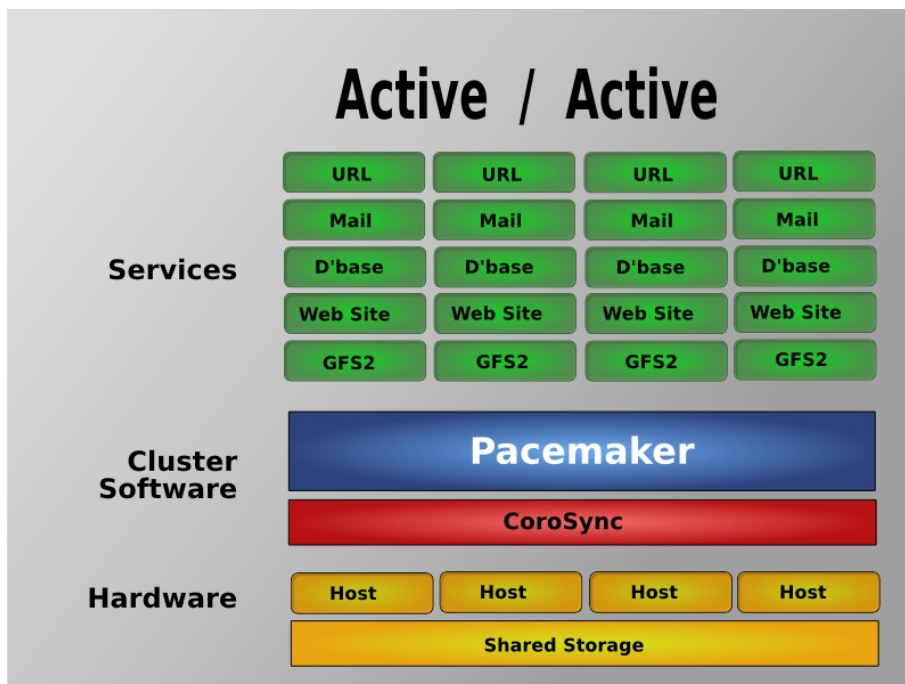 Active / Active
URL URL URL URL
Mail Mail Mail Mail
Services
D'base D'base D'base D'base
Web Site Web Site Web Site Web Site
GFS2 GFS2 GFS2 GFS2
Cluster
Software
Pacemaker
CoroSync
Hardware
Host Host Host Host
Shared Storage